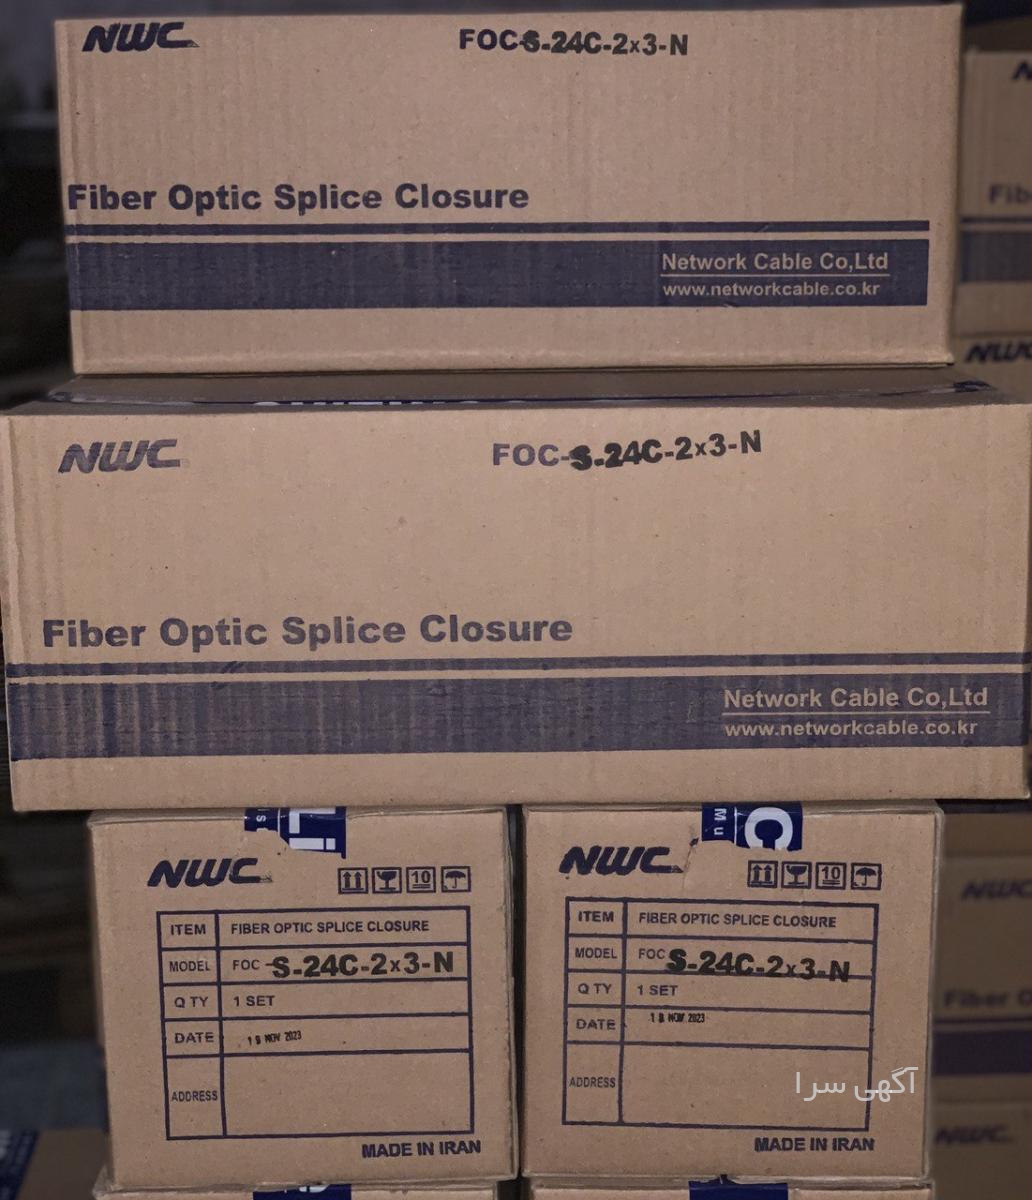 NWC
FOC-S-24C-2x3-N
Fiber Optic Splice Closure
Network Cable Co,Ltd
www.networkcable.co.kr
NWC
FOC-S-24C-2x3-N
Fiber Optic Splice Closure
Network Cable Co,Ltd
www.networkcable.co.kr
NWC
10
ITEM FIBER OPTIC SPLICE CLOSURE
MODEL FOC-S-24C-2x3-N
Q TY 1 SET
DATE NOV 2023
ADDRESS
MADE IN IRAN
NWC
10
ITEM FIBER OPTIC SPLICE CLOSURE
MODEL FOC S-24C-2x3-N
Q TY 1 SET
DATE NOV 2023
ADDRESS
MADE IN IRAN
آگهی سرا
NWC
NWC
NWC